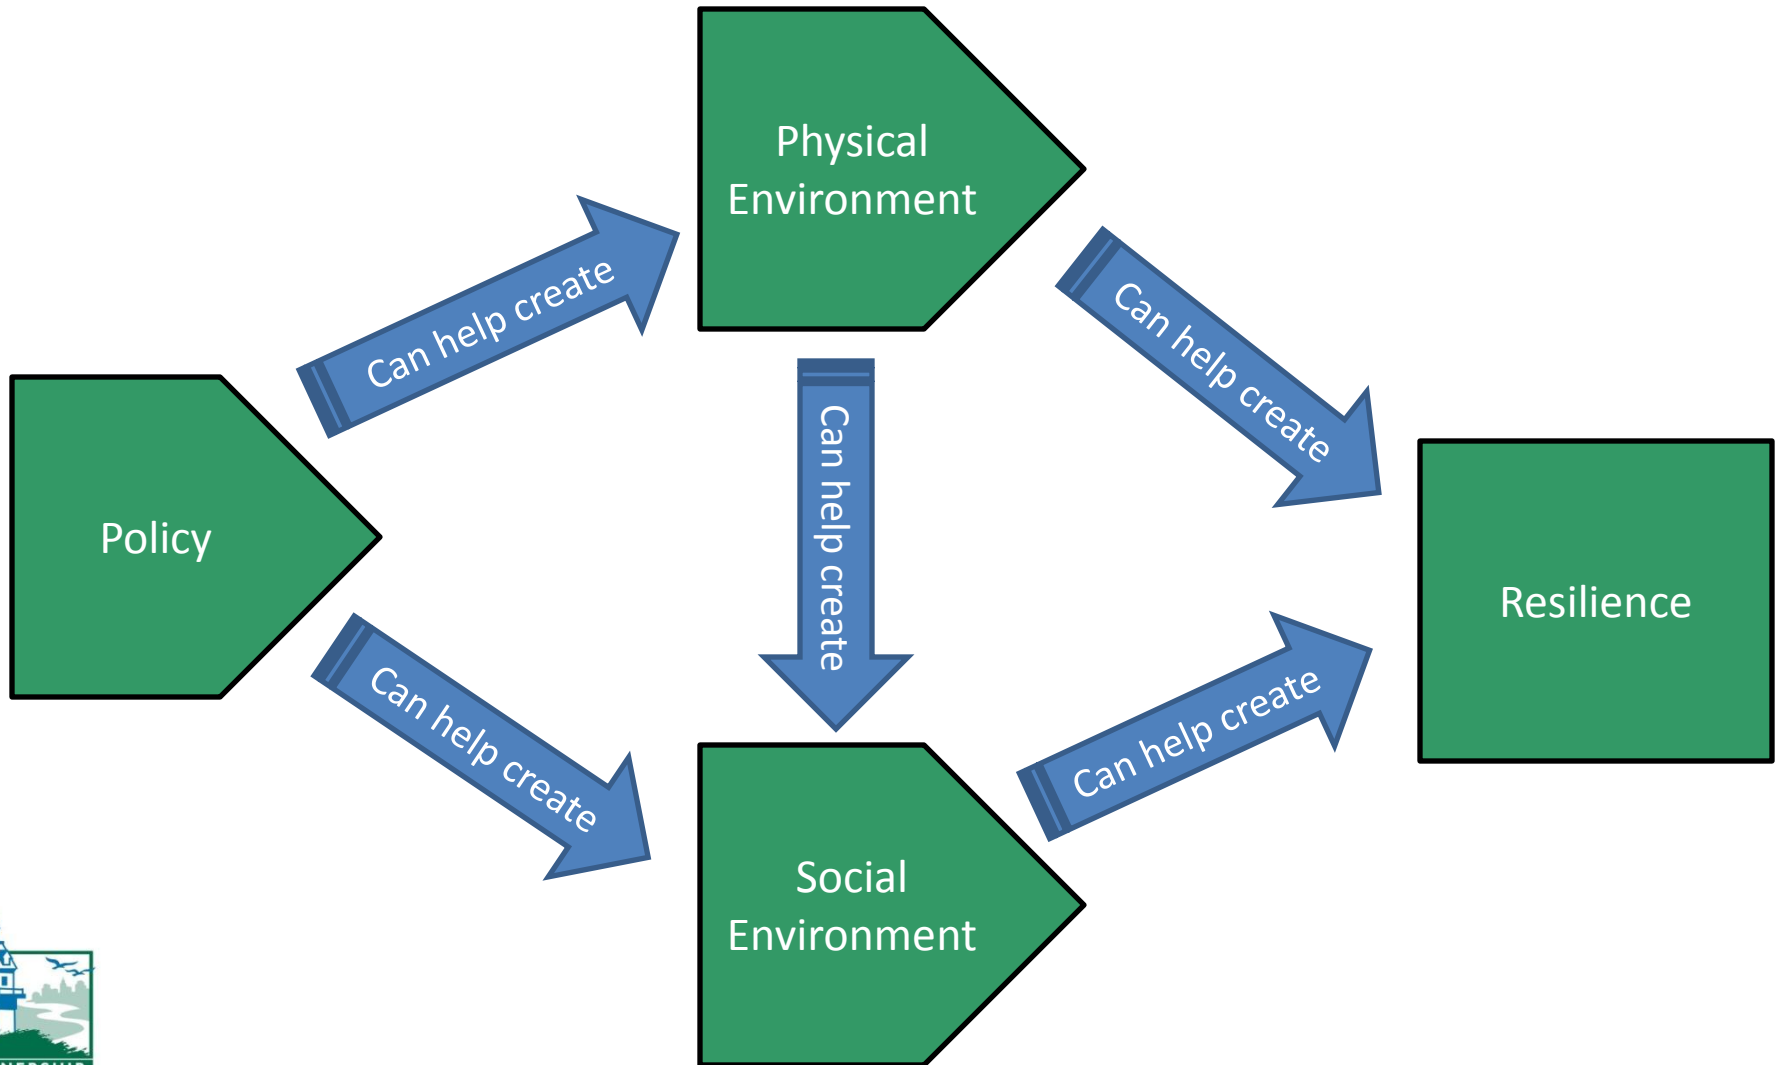 Physical
Environment
Can help create
Can help create
Can help create
Policy
Resilience
Can help create
Can help create
Social
Environment